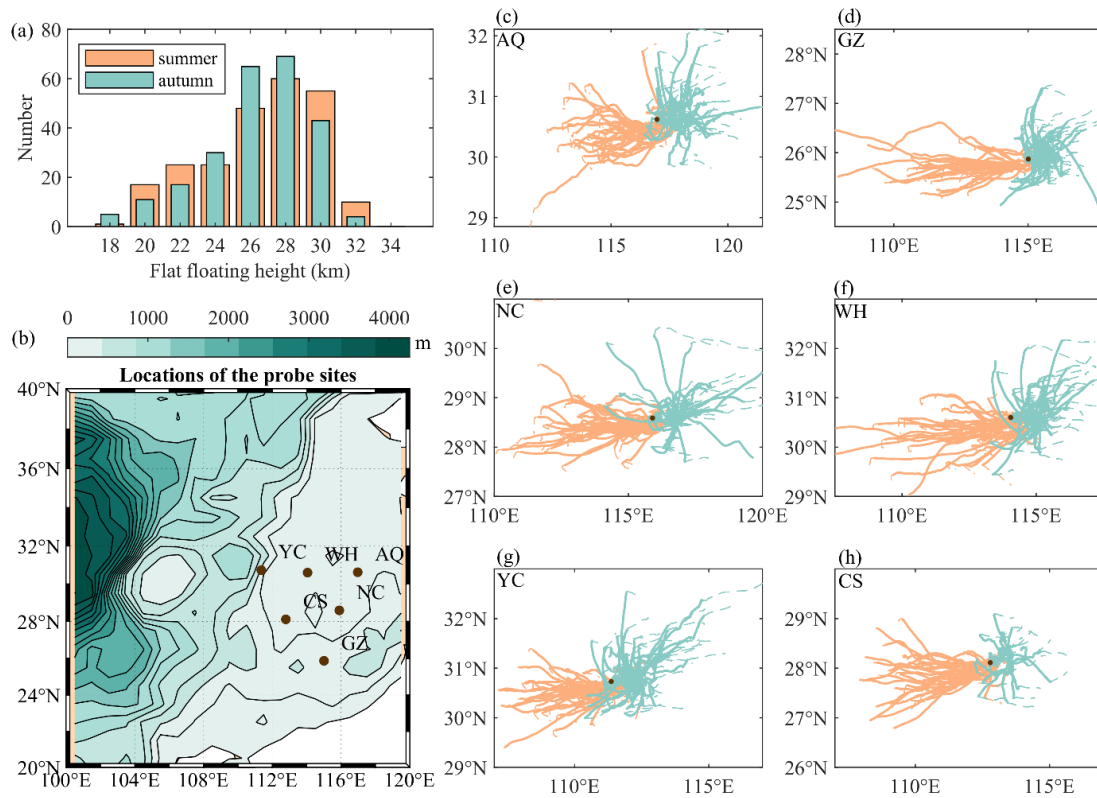 (a)
80
60
40
20
0
Number
summer
autumn
18 20 22 24 26 28 30 32 34
Flat floating height (km)
(b)
0 1000 2000 3000 4000
m
Locations of the probe sites
40°N
36°N
32°N
28°N
24°N
20°N
100°E 104°E 108°E 112°E 116°E 120°E
YC WH AQ
CS NC
GZ
(c)
AQ
32
31
30
29
110 115 120
(d)
GZ
28°N
27°N
26°N
25°N
110°E 115°E
(e)
NC
30°N
29°N
28°N
27°N
110°E 115°E 120°E
(f)
WH
32°N
31°N
30°N
29°N
110°E 115°E
(g)
YC
32°N
31°N
30°N
29°N
110°E 115°E
(h)
CS
29°N
28°N
27°N
26°N
110°E 115°E